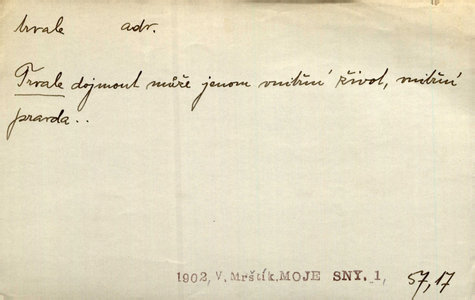 trvale adv.
Trvale dojmout může jenom vnitřní život, vnitřní
pravda..
1902, V. Mrštík, MOJE SNY. 1, 57,17